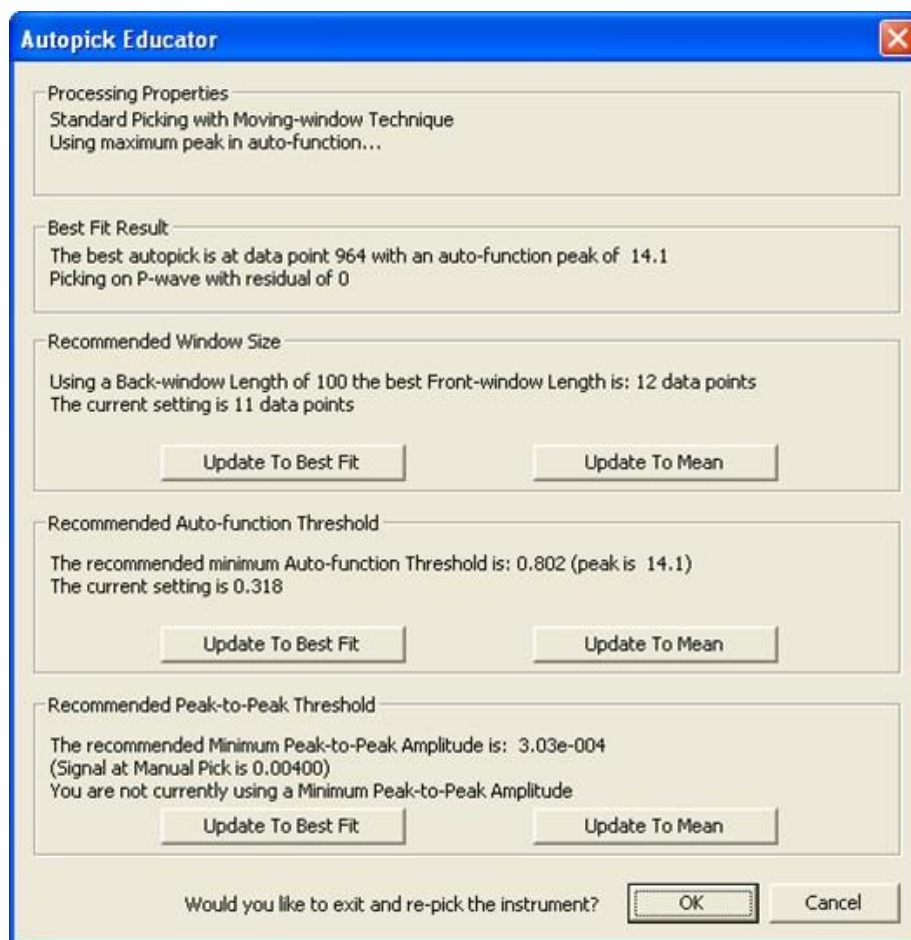 Autopick Educator
Processing Properties
Standard Picking with Moving-window Technique
Using maximum peak in auto-function...
Best Fit Result
The best autopick is at data point 964 with an auto-function peak of 14.1
Picking on P-wave with residual of 0
Recommended Window Size
Using a Back-window Length of 100 the best Front-window Length is: 12 data points
The current setting is 11 data points
Update To Best Fit
Update To Mean
Recommended Auto-function Threshold
The recommended minimum Auto-function Threshold is: 0.802 (peak is 14.1)
The current setting is 0.318
Update To Best Fit
Update To Mean
Recommended Peak-to-Peak Threshold
The recommended Minimum Peak-to-Peak Amplitude is: 3.03e-004
(Signal at Manual Pick is 0.00400)
You are not currently using a Minimum Peak-to-Peak Amplitude
Update To Best Fit
Update To Mean
Would you like to exit and re-pick the instrument?
OK
Cancel